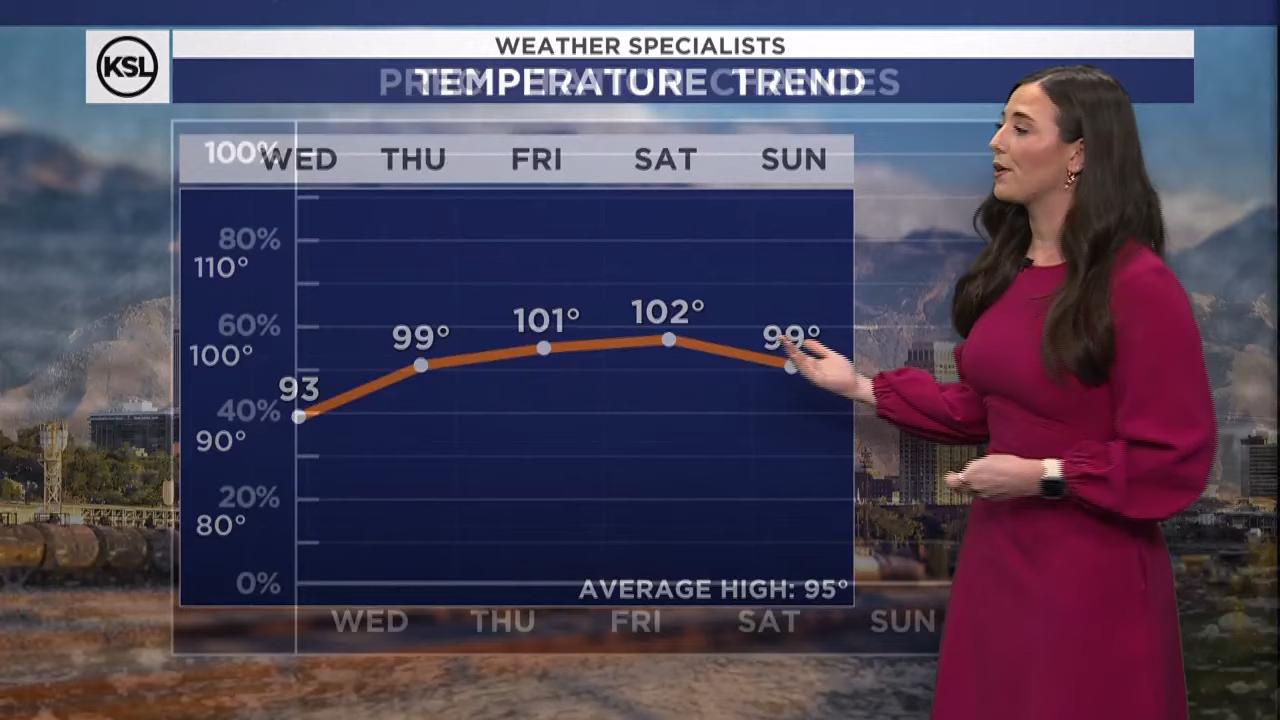 KSL
WEATHER SPECIALISTS
TEMPERATURE TREND
WED THU FRI SAT SUN
100%
80%
110°
60%
100°
40%
90°
20%
80°
0%
93
99°
101°
102°
99°
AVERAGE HIGH: 95°
WED THU FRI SAT SUN